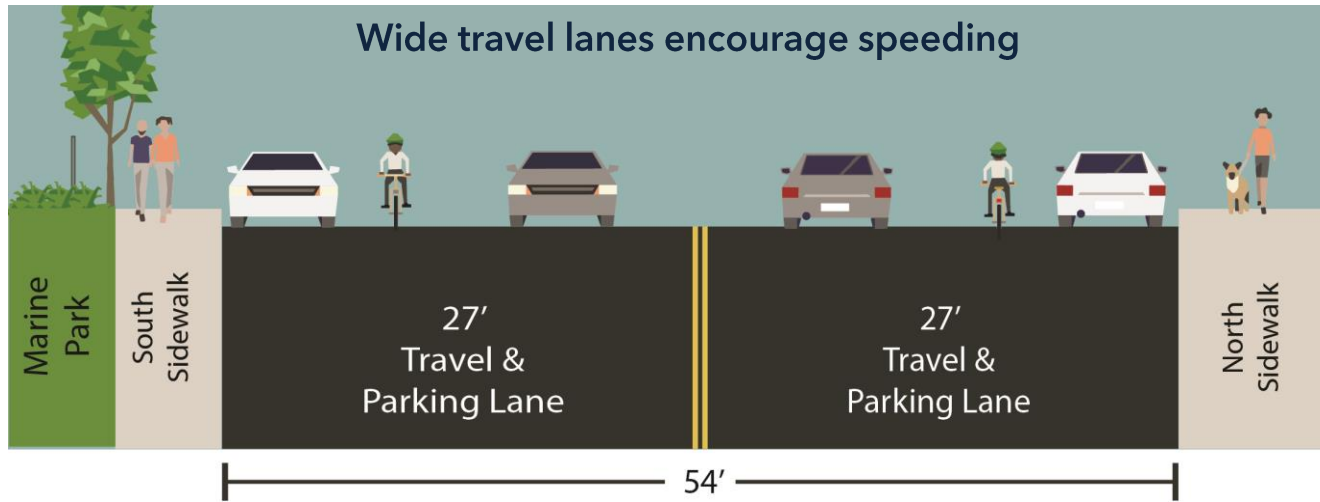 Wide travel lanes encourage speeding
Marine
Park
South
Sidewalk
27’
Travel &
Parking Lane
27’
Travel &
Parking Lane
North
Sidewalk
54’